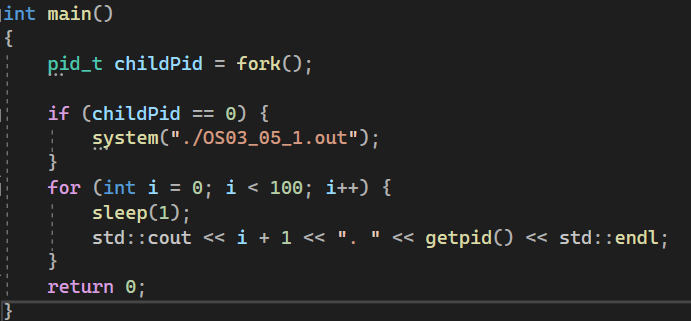 int main()
{
pid_t childPid = fork();
if (childPid == 0) {
system("./OS03_05_1.out");
}
for (int i = 0; i < 100; i++) {
sleep(1);
std::cout << i + 1 << ". " << getpid() << std::endl;
}
return 0;
}